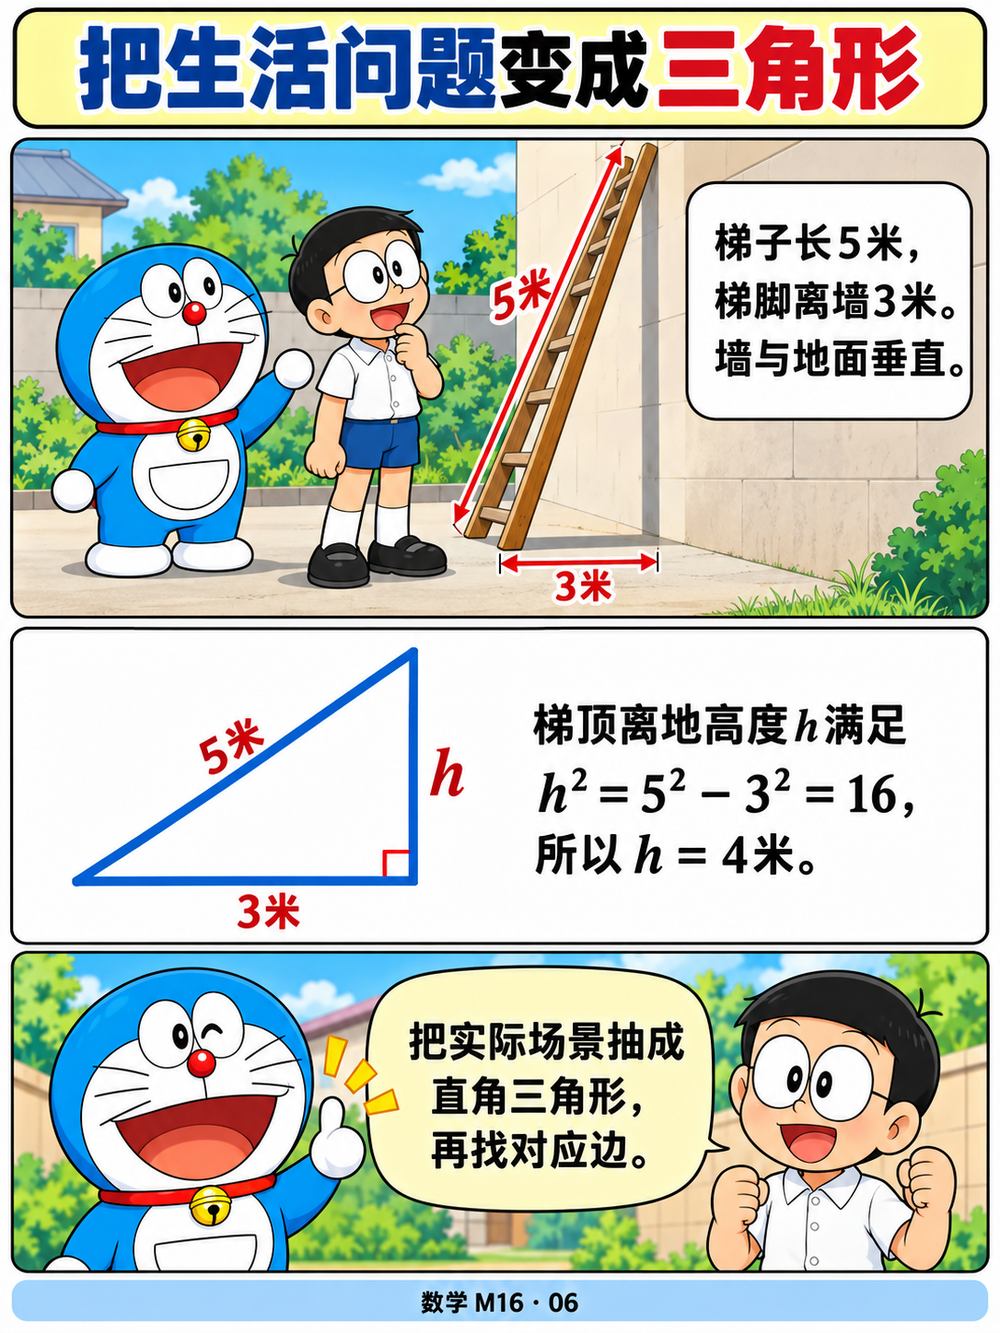 把生活问题变成三角形
5米
3米
梯子长5米，
梯脚离墙3米。
墙与地面垂直。
5米
h
3米
梯顶离地高度h满足
h² = 5² − 3² = 16，
所以 h = 4米。
把实际场景抽成
直角三角形，
再找对应边。
数学 M16 · 06